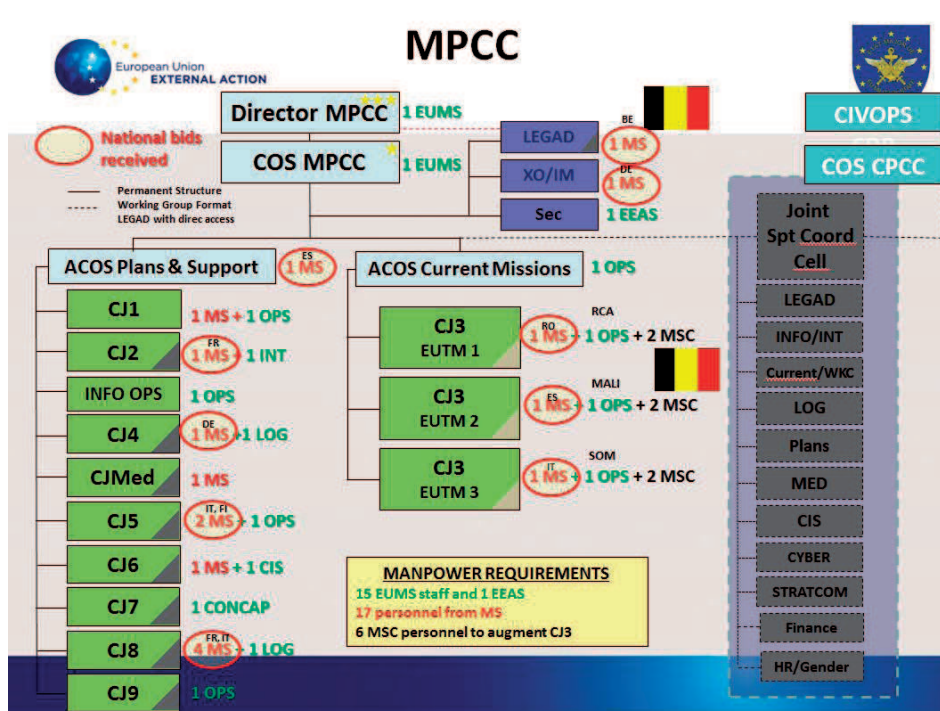 MPCC
European Union
EXTERNAL ACTION
Director MPCC
1 EUMS
CIVOPS
National bids
received
COS MPCC
1 EUMS
LEGAD
BE
1 MS
COS CPCC
XO/IM
DE
1 MS
Sec
1 EEAS
Permanent Structure
Working Group Format
LEGAD with direc access
Joint
Spt Coord
Cell
ACOS Plans & Support
ES
1 MS
ACOS Current Missions
1 OPS
CJ1
1 MS + 1 OPS
CJ2
FR
1 MS + 1 INT
INFO OPS
1 OPS
CJ4
DE
1 MS +1 LOG
CJMed
1 MS
CJ5
IT, FI
2 MS + 1 OPS
CJ6
1 MS + 1 CIS
CJ7
1 CONCAP
CJ8
FR, IT
4 MS + 1 LOG
CJ9
1 OPS
CJ3
EUTM 1
RO
RCA
1 MS + 1 OPS + 2 MSC
CJ3
EUTM 2
ES
MALI
1 MS + 1 OPS + 2 MSC
CJ3
EUTM 3
IT
SOM
1 MS + 1 OPS + 2 MSC
MANPOWER REQUIREMENTS
15 EUMS staff and 1 EEAS
17 personnel from MS
6 MSC personnel to augment CJ3
LEGAD
INFO/INT
Current/WKC
LOG
Plans
MED
CIS
CYBER
STRATCOM
Finance
HR/Gender